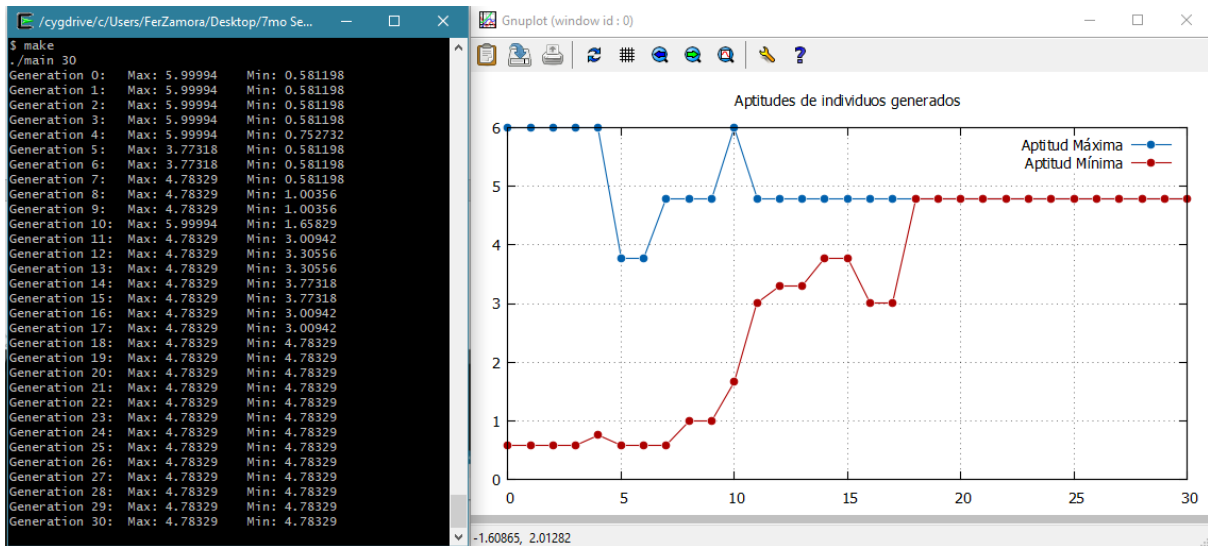 /cygdrive/c/Users/FerZamora/Desktop/7mo Se...
$ make
./main 30
Generation 0: Max: 5.99994 Min: 0.581198
Generation 1: Max: 5.99994 Min: 0.581198
Generation 2: Max: 5.99994 Min: 0.581198
Generation 3: Max: 5.99994 Min: 0.581198
Generation 4: Max: 5.99994 Min: 0.752732
Generation 5: Max: 3.77318 Min: 0.581198
Generation 6: Max: 3.77318 Min: 0.581198
Generation 7: Max: 4.78329 Min: 0.581198
Generation 8: Max: 4.78329 Min: 1.00356
Generation 9: Max: 4.78329 Min: 1.00356
Generation 10: Max: 5.99994 Min: 1.65829
Generation 11: Max: 4.78329 Min: 3.00942
Generation 12: Max: 4.78329 Min: 3.30556
Generation 13: Max: 4.78329 Min: 3.30556
Generation 14: Max: 4.78329 Min: 3.77318
Generation 15: Max: 4.78329 Min: 3.77318
Generation 16: Max: 4.78329 Min: 3.00942
Generation 17: Max: 4.78329 Min: 3.00942
Generation 18: Max: 4.78329 Min: 4.78329
Generation 19: Max: 4.78329 Min: 4.78329
Generation 20: Max: 4.78329 Min: 4.78329
Generation 21: Max: 4.78329 Min: 4.78329
Generation 22: Max: 4.78329 Min: 4.78329
Generation 23: Max: 4.78329 Min: 4.78329
Generation 24: Max: 4.78329 Min: 4.78329
Generation 25: Max: 4.78329 Min: 4.78329
Generation 26: Max: 4.78329 Min: 4.78329
Generation 27: Max: 4.78329 Min: 4.78329
Generation 28: Max: 4.78329 Min: 4.78329
Generation 29: Max: 4.78329 Min: 4.78329
Generation 30: Max: 4.78329 Min: 4.78329
Gnuplot (window id : 0)
Aptitudes de individuos generados
Aptitud Máxima
Aptitud Mínima
6
5
4
3
2
1
0
0 5 10 15 20 25 30
-1.60865, 2.01282